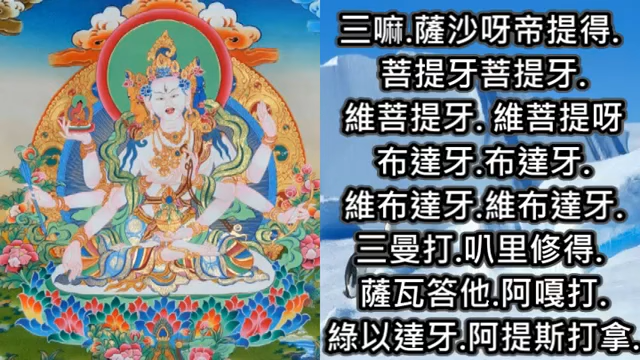 三嘛.薩沙呀帝提得.
菩提牙菩提牙.
維菩提牙. 維菩提呀
布達牙.布達牙.
維布達牙.維布達牙.
三曼打.叭里修得.
薩瓦答他.阿嘎打.
綠以達牙.阿提斯打拿.